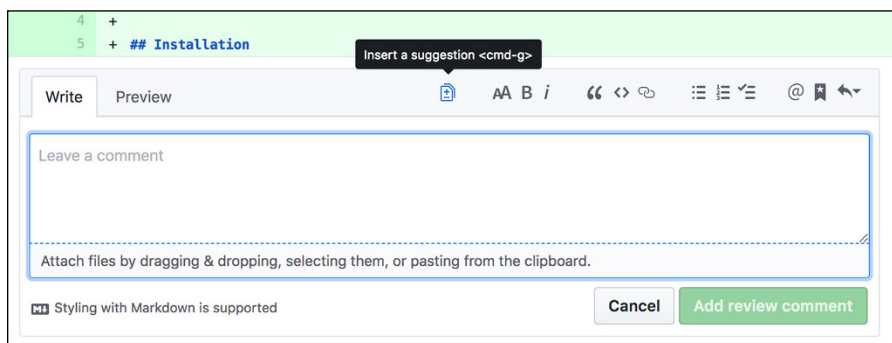 4 +
5 + ## Installation
Insert a suggestion <cmd-g>
Write Preview AA B i
Leave a comment
Attach files by dragging & dropping, selecting them, or pasting from the clipboard.
Styling with Markdown is supported Cancel Add review comment